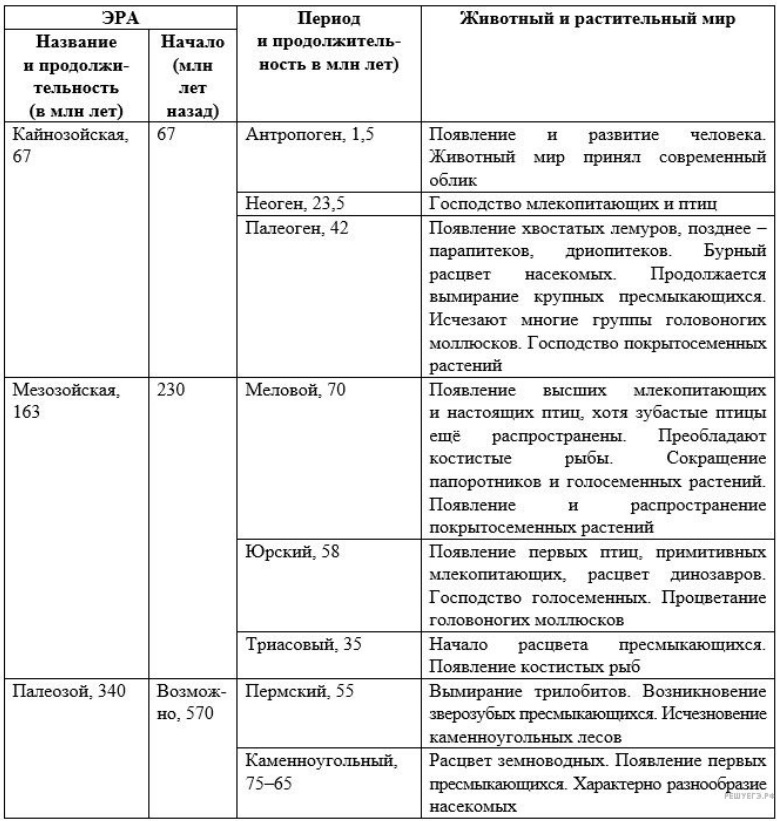 ЭРА
Период
и продолжитель-
ность в млн лет)
Животный и растительный мир
Название
и продолжи-
тельность
(в млн лет)
Начало
(млн
лет
назад)
Кайнозойская,
67
67
Антропоген, 1,5
Появление и развитие человека.
Животный мир принял современный
облик
Неоген, 23,5
Господство млекопитающих и птиц
Палеоген, 42
Появление хвостатых лемуров, позднее –
парапитеков, дриопитеков. Бурный
расцвет насекомых. Продолжается
вымирание крупных пресмыкающихся.
Исчезают многие группы головоногих
моллюсков. Господство покрытосеменных
растений
Мезозойская,
163
230
Меловой, 70
Появление высших млекопитающих
и настоящих птиц, хотя зубастые птицы
ещё распространены. Преобладают
костистые рыбы. Сокращение
папоротников и голосеменных растений.
Появление и распространение
покрытосеменных растений
Юрский, 58
Появление первых птиц, примитивных
млекопитающих, расцвет динозавров.
Господство голосеменных. Процветание
головоногих моллюсков
Триасовый, 35
Начало расцвета пресмыкающихся.
Появление костистых рыб
Палеозой, 340
Возмож-
но, 570
Пермский, 55
Вымирание трилобитов. Возникновение
зверозубых пресмыкающихся. Исчезновение
каменноугольных лесов
Каменноугольный,
75–65
Расцвет земноводных. Появление первых
пресмыкающихся. Характерно разнообразие
насекомых
РЕШУЕГЭ.РФ